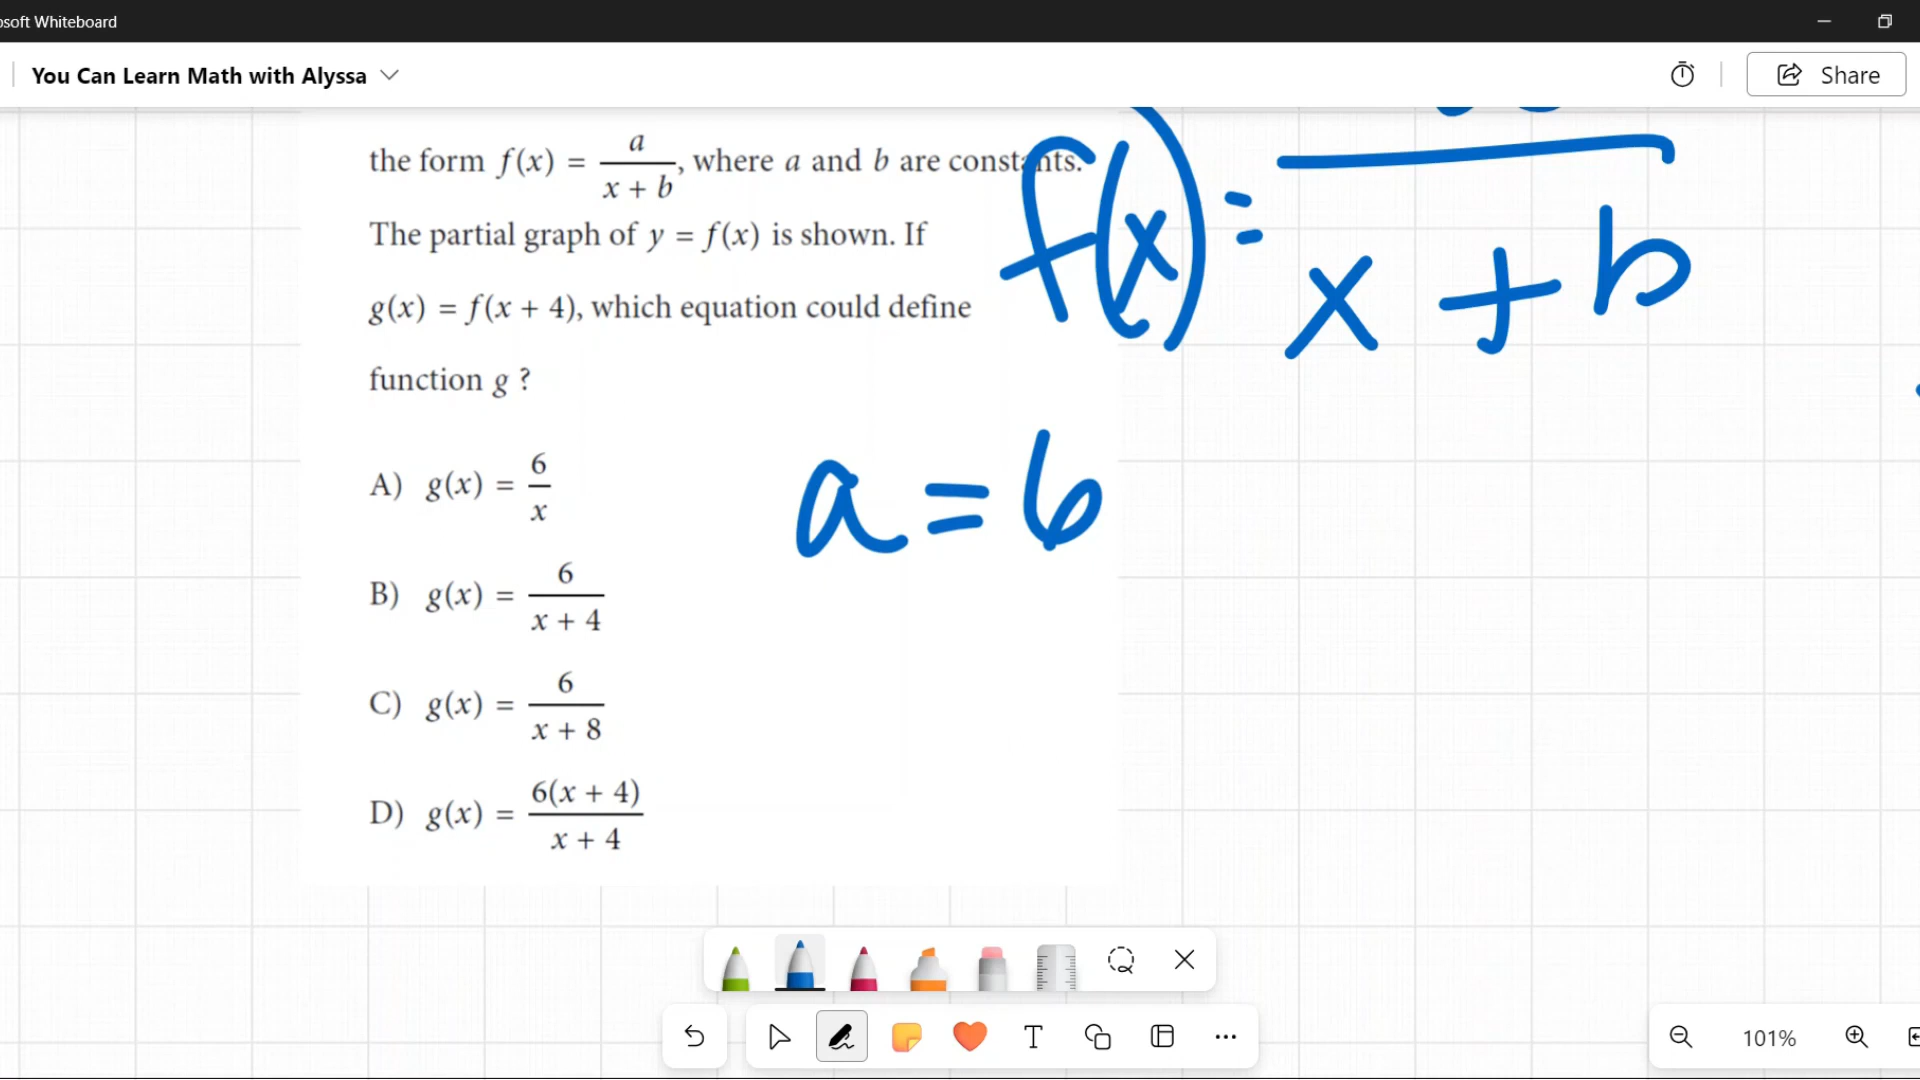 osoft Whiteboard
You Can Learn Math with Alyssa
Share
the form f(x) = a/(x + b), where a and b are constants.
The partial graph of y = f(x) is shown. If
g(x) = f(x + 4), which equation could define
function g ?
A) g(x) = 6/x
B) g(x) = 6/(x + 4)
C) g(x) = 6/(x + 8)
D) g(x) = 6(x + 4)/(x + 4)
f(x) =
x + b
a = 6
T
101%